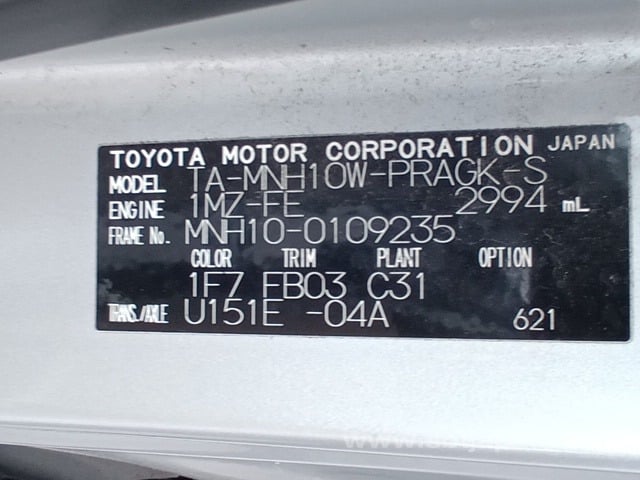 TOYOTA MOTOR CORPORATION JAPAN
MODEL TA-MNH10W-PRAGK-S
ENGINE 1MZ-FE 2994 mL
FRAME No. MNH10-0109235
COLOR TRIM PLANT OPTION
1F7 EB03 C31
TRANS./AXLE U151E -04A 621